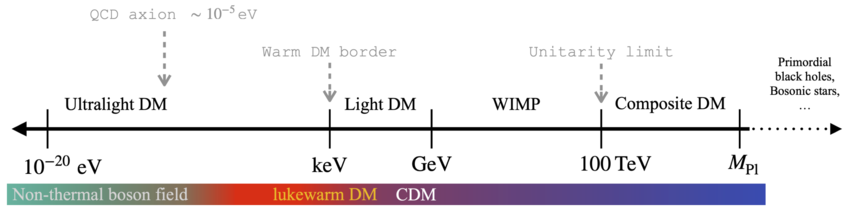 QCD axion ~ 10⁻⁵ eV
Warm DM border
Unitarity limit
Primordial
black holes,
Bosonic stars,
...
Ultralight DM
Light DM
WIMP
Composite DM
10⁻²⁰ eV
keV
GeV
100 TeV
M_Pl
Non-thermal boson field
lukewarm DM
CDM